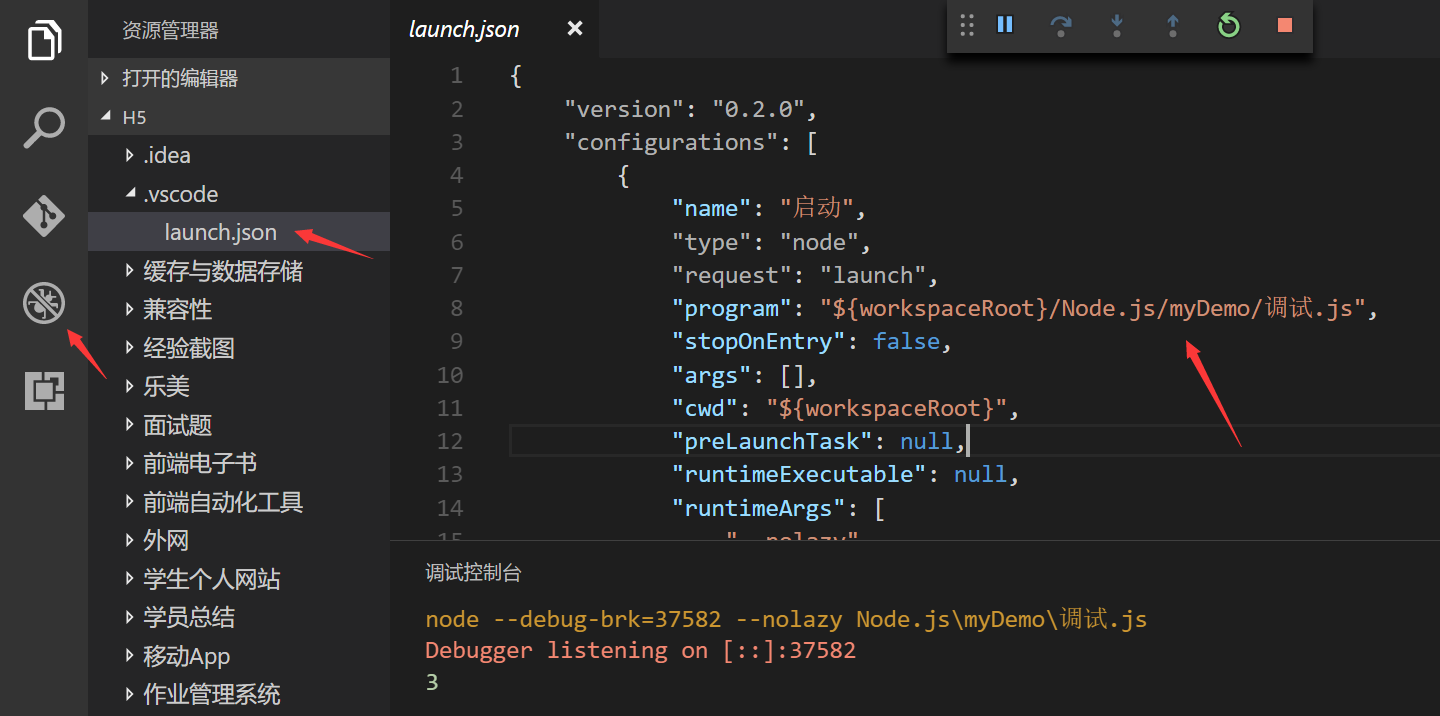 资源管理器
打开的编辑器
H5
.idea
.vscode
launch.json
缓存与数据存储
兼容性
经验截图
乐美
面试题
前端电子书
前端自动化工具
外网
学生个人网站
学员总结
移动App
作业管理系统
launch.json
1 {
2 "version": "0.2.0",
3 "configurations": [
4 {
5 "name": "启动",
6 "type": "node",
7 "request": "launch",
8 "program": "${workspaceRoot}/Node.js/myDemo/调试.js",
9 "stopOnEntry": false,
10 "args": [],
11 "cwd": "${workspaceRoot}",
12 "preLaunchTask": null,
13 "runtimeExecutable": null,
14 "runtimeArgs": [
15 "--nolazy"
调试控制台
node --debug-brk=37582 --nolazy Node.js\myDemo\调试.js
Debugger listening on [::]:37582
3